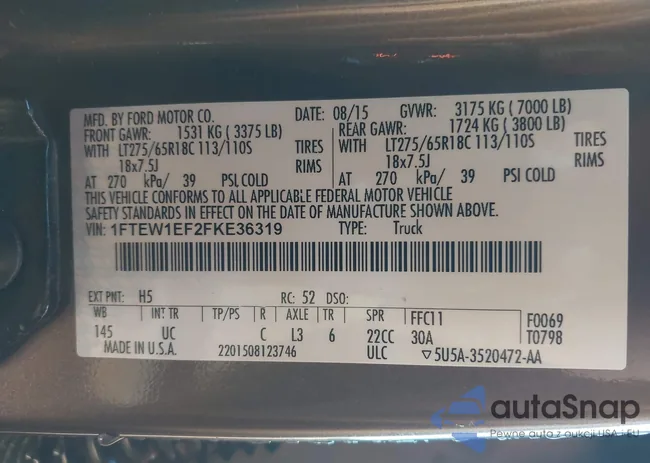 MFD. BY FORD MOTOR CO. DATE: 08/15 GVWR: 3175 KG ( 7000 LB)
FRONT GAWR: 1531 KG ( 3375 LB) REAR GAWR: 1724 KG ( 3800 LB)
WITH LT275/65R18C 113/110S TIRES WITH LT275/65R18C 113/110S TIRES
18x7.5J RIMS 18x7.5J RIMS
AT 270 kPa/ 39 PSI COLD AT 270 kPa/ 39 PSI COLD
THIS VEHICLE CONFORMS TO ALL APPLICABLE FEDERAL MOTOR VEHICLE
SAFETY STANDARDS IN EFFECT ON THE DATE OF MANUFACTURE SHOWN ABOVE.
VIN: 1FTEW1EF2FKE36319 TYPE: Truck
EXT PNT: H5 RC: 52 DSO:
WB INT TR TP/PS R AXLE TR SPR FFC11 F0069
145 UC C L3 6 22CC 30A T0798
MADE IN U.S.A. 2201508123746 ULC ▽5U5A-3520472-AA
autaSnap
Pewne auta z aukcji USA i EU